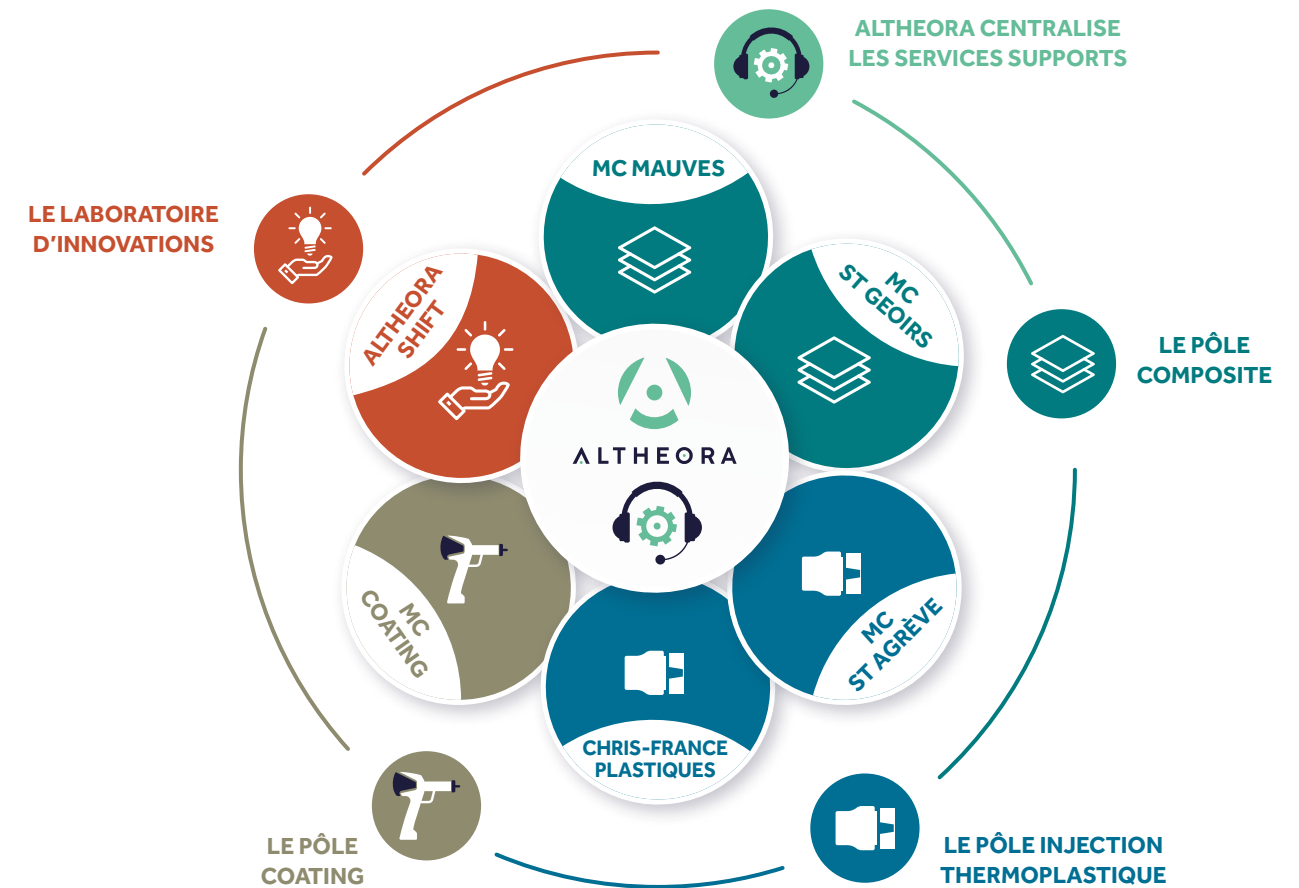 ALTHEORA CENTRALISE
LES SERVICES SUPPORTS
MC MAUVES
LE LABORATOIRE
D'INNOVATIONS
ALTHEORA
SHIFT
MC
ST GEOIRS
LE PÔLE
COMPOSITE
ALTHEORA
MC
COATING
MC
ST AGRÈVE
CHRIS-FRANCE
PLASTIQUES
LE PÔLE
COATING
LE PÔLE INJECTION
THERMOPLASTIQUE